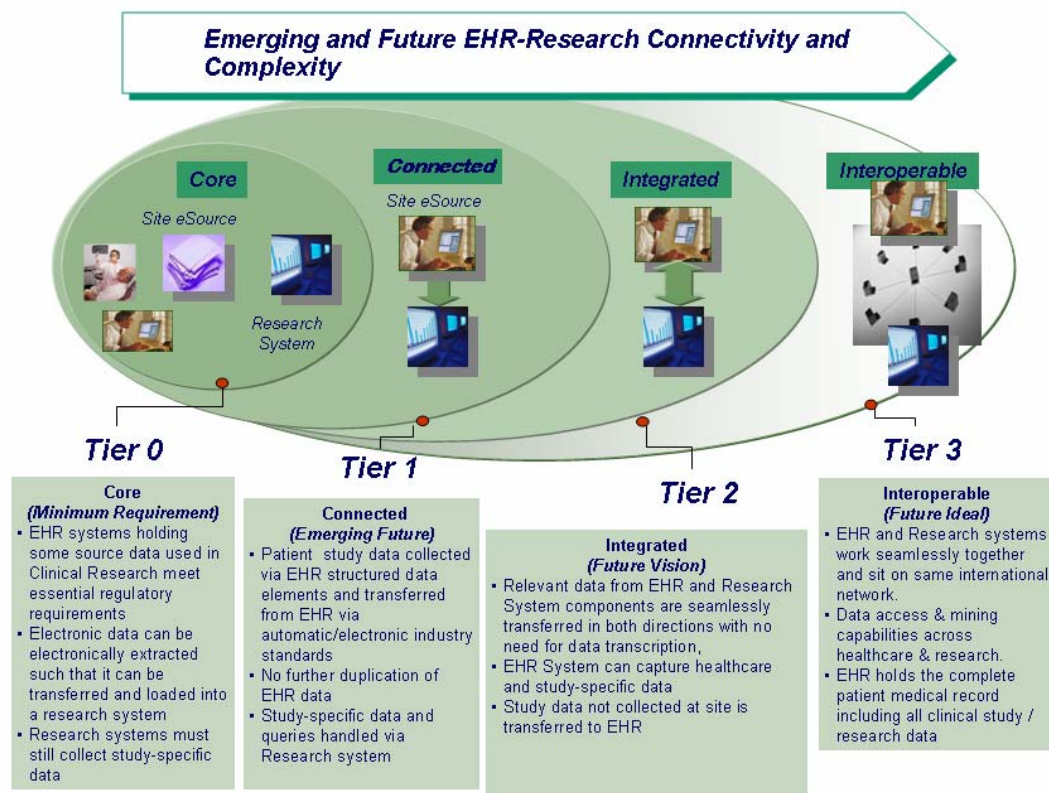 Emerging and Future EHR-Research Connectivity and
Complexity
Core
Site eSource
Research
System
Connected
Site eSource
Integrated
Interoperable
Tier 0
Tier 1
Tier 2
Tier 3
Core
(Minimum Requirement)
▪ EHR systems holding
some source data used in
Clinical Research meet
essential regulatory
requirements
▪ Electronic data can be
electronically extracted
such that it can be
transferred and loaded into
a research system
▪ Research systems must
still collect study-specific
data
Connected
(Emerging Future)
▪ Patient study data collected
via EHR structured data
elements and transferred
from EHR via
automatic/electronic industry
standards
▪ No further duplication of
EHR data
▪ Study-specific data and
queries handled via
Research system
Integrated
(Future Vision)
▪ Relevant data from EHR and Research
System components are seamlessly
transferred in both directions with no
need for data transcription,
▪ EHR System can capture healthcare
and study-specific data
▪ Study data not collected at site is
transferred to EHR
Interoperable
(Future Ideal)
▪ EHR and Research systems
work seamlessly together
and sit on same international
network.
▪ Data access & mining
capabilities across
healthcare & research.
▪ EHR holds the complete
patient medical record
including all clinical study /
research data